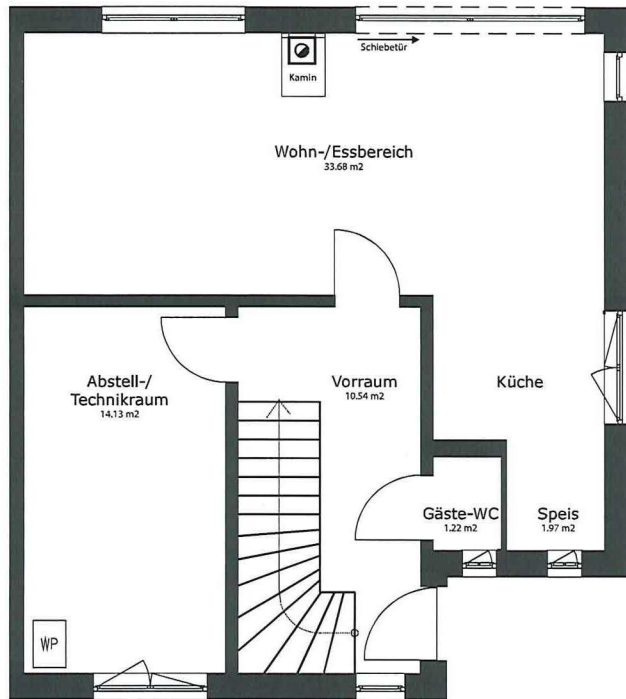 Schiebetür
Kamin
Wohn-/Essbereich
33.68 m2
Abstell-/
Technikraum
14.13 m2
Vorraum
10.54 m2
Küche
Gäste-WC
1.22 m2
Speis
1.97 m2
WP